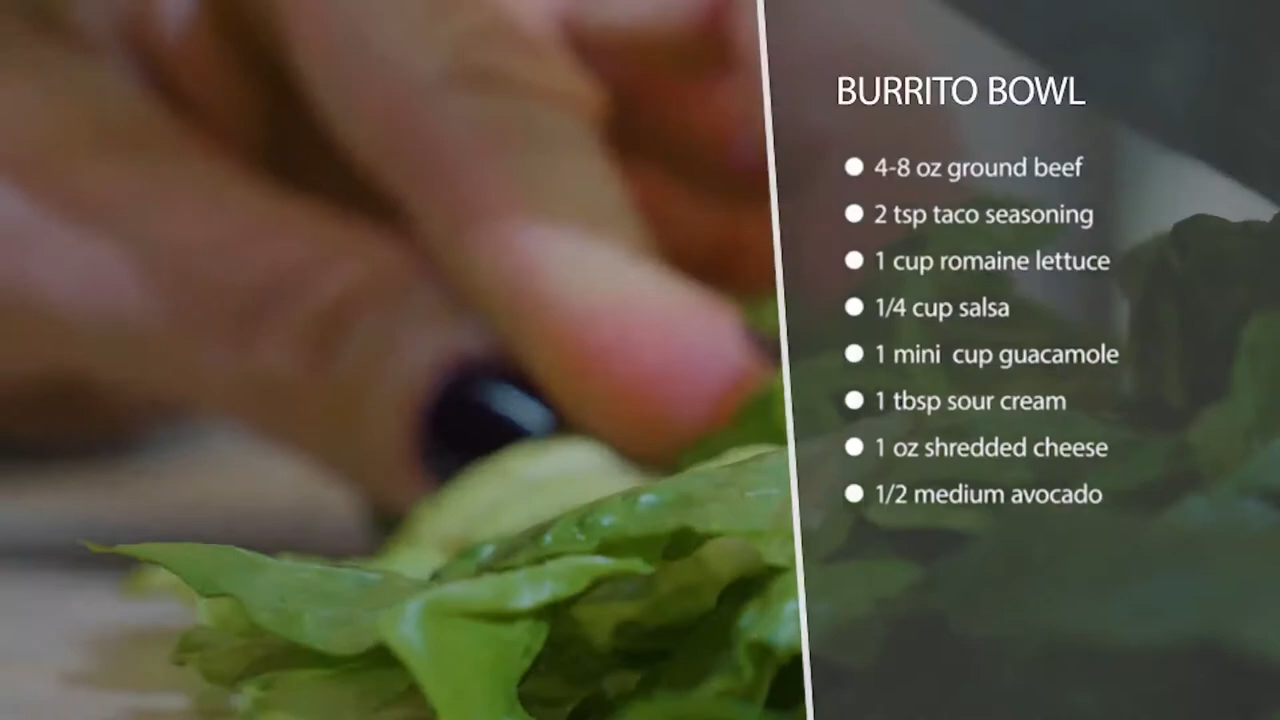 BURRITO BOWL
4-8 oz ground beef
2 tsp taco seasoning
1 cup romaine lettuce
1/4 cup salsa
1 mini  cup guacamole
1 tbsp sour cream
1 oz shredded cheese
1/2 medium avocado